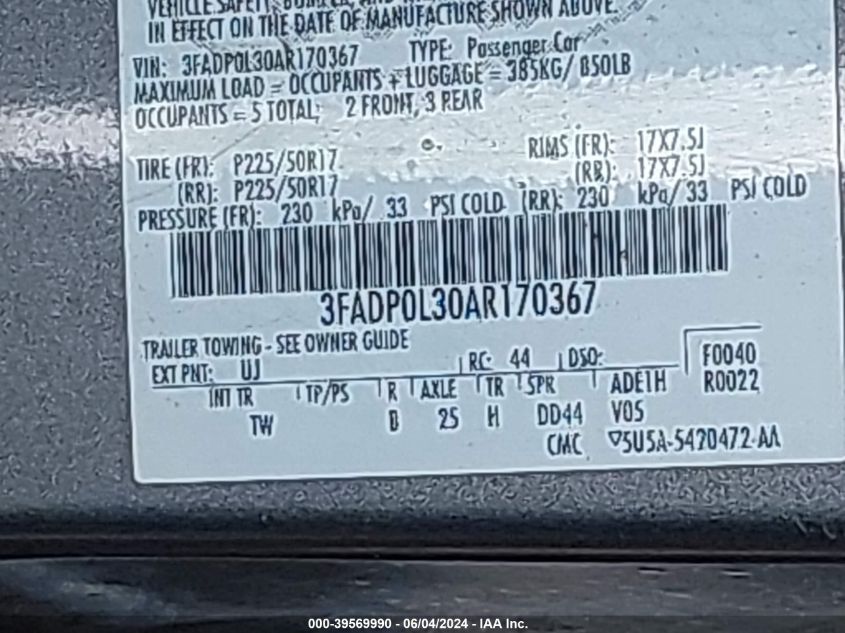 VEHICLE SAFETY,
IN EFFECT ON THE DATE OF MANUFACTURE SHOWN ABOVE.
VIN: 3FADP0L30AR170367 TYPE: Passenger Car
MAXIMUM LOAD = OCCUPANTS + LUGGAGE = 385KG/ 850LB
OCCUPANTS = 5 TOTAL; 2 FRONT, 3 REAR
TIRE (FR): P225/50R17 RIMS (FR): 17X7.5J
(RR): P225/50R17 (RR): 17X7.5J
PRESSURE (FR): 230 kPa/ 33 PSI COLD (RR): 230 kPa/ 33 PSI COLD
3FADP0L30AR170367
TRAILER TOWING - SEE OWNER GUIDE
EXT PNT: UJ RC: 44 DSO: F0040
INT TR TP/PS R AXLE TR SPR ADE1H R0022
TW D 25 H DD44 V05
CMC ▽5U5A-5420472-AA
000-39569990 - 06/04/2024 - IAA Inc.